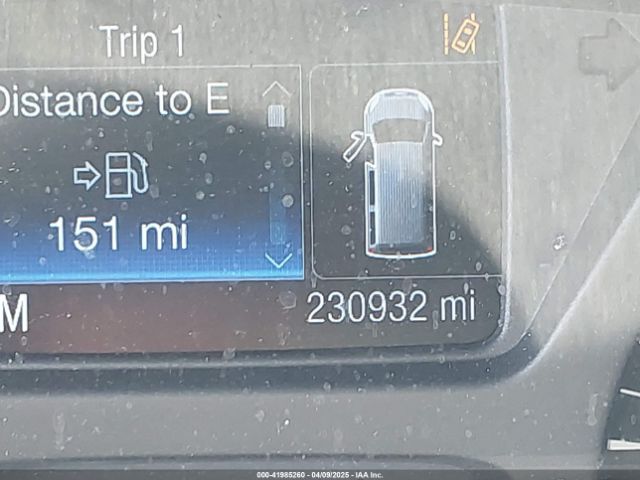 Trip 1
Distance to E
151 mi
M
230932 mi
000-41985260 - 04/09/2025 - IAA Inc.